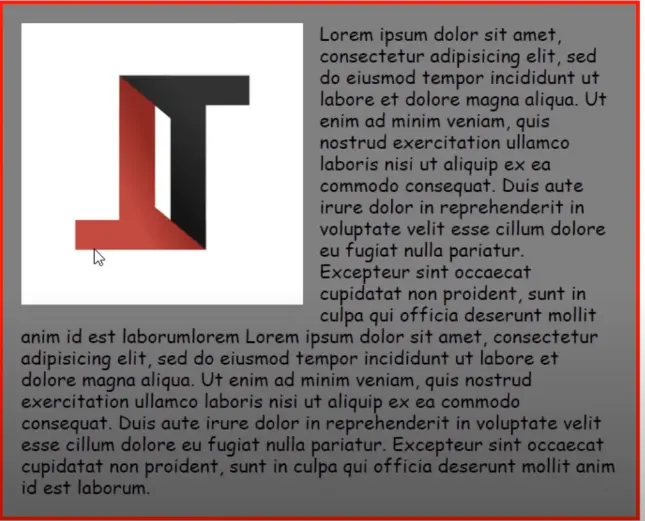 Lorem ipsum dolor sit amet,
consectetur adipisicing elit, sed
do eiusmod tempor incididunt ut
labore et dolore magna aliqua. Ut
enim ad minim veniam, quis
nostrud exercitation ullamco
laboris nisi ut aliquip ex ea
commodo consequat. Duis aute
irure dolor in reprehenderit in
voluptate velit esse cillum dolore
eu fugiat nulla pariatur.
Excepteur sint occaecat
cupidatat non proident, sunt in
culpa qui officia deserunt mollit
anim id est laborumlorem Lorem ipsum dolor sit amet, consectetur
adipisicing elit, sed do eiusmod tempor incididunt ut labore et
dolore magna aliqua. Ut enim ad minim veniam, quis nostrud
exercitation ullamco laboris nisi ut aliquip ex ea commodo
consequat. Duis aute irure dolor in reprehenderit in voluptate velit
esse cillum dolore eu fugiat nulla pariatur. Excepteur sint occaecat
cupidatat non proident, sunt in culpa qui officia deserunt mollit anim
id est laborum.